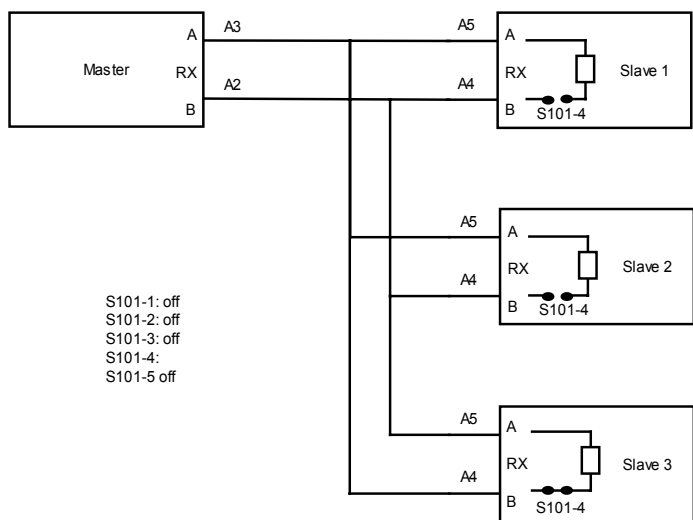 A
Master
RX
B
A3
A2
A5
A4
A
RX
B
S101-4
Slave 1
A5
A4
A
RX
B
S101-4
Slave 2
S101-1: off
S101-2: off
S101-3: off
S101-4:
S101-5 off
A5
A4
A
RX
B
S101-4
Slave 3